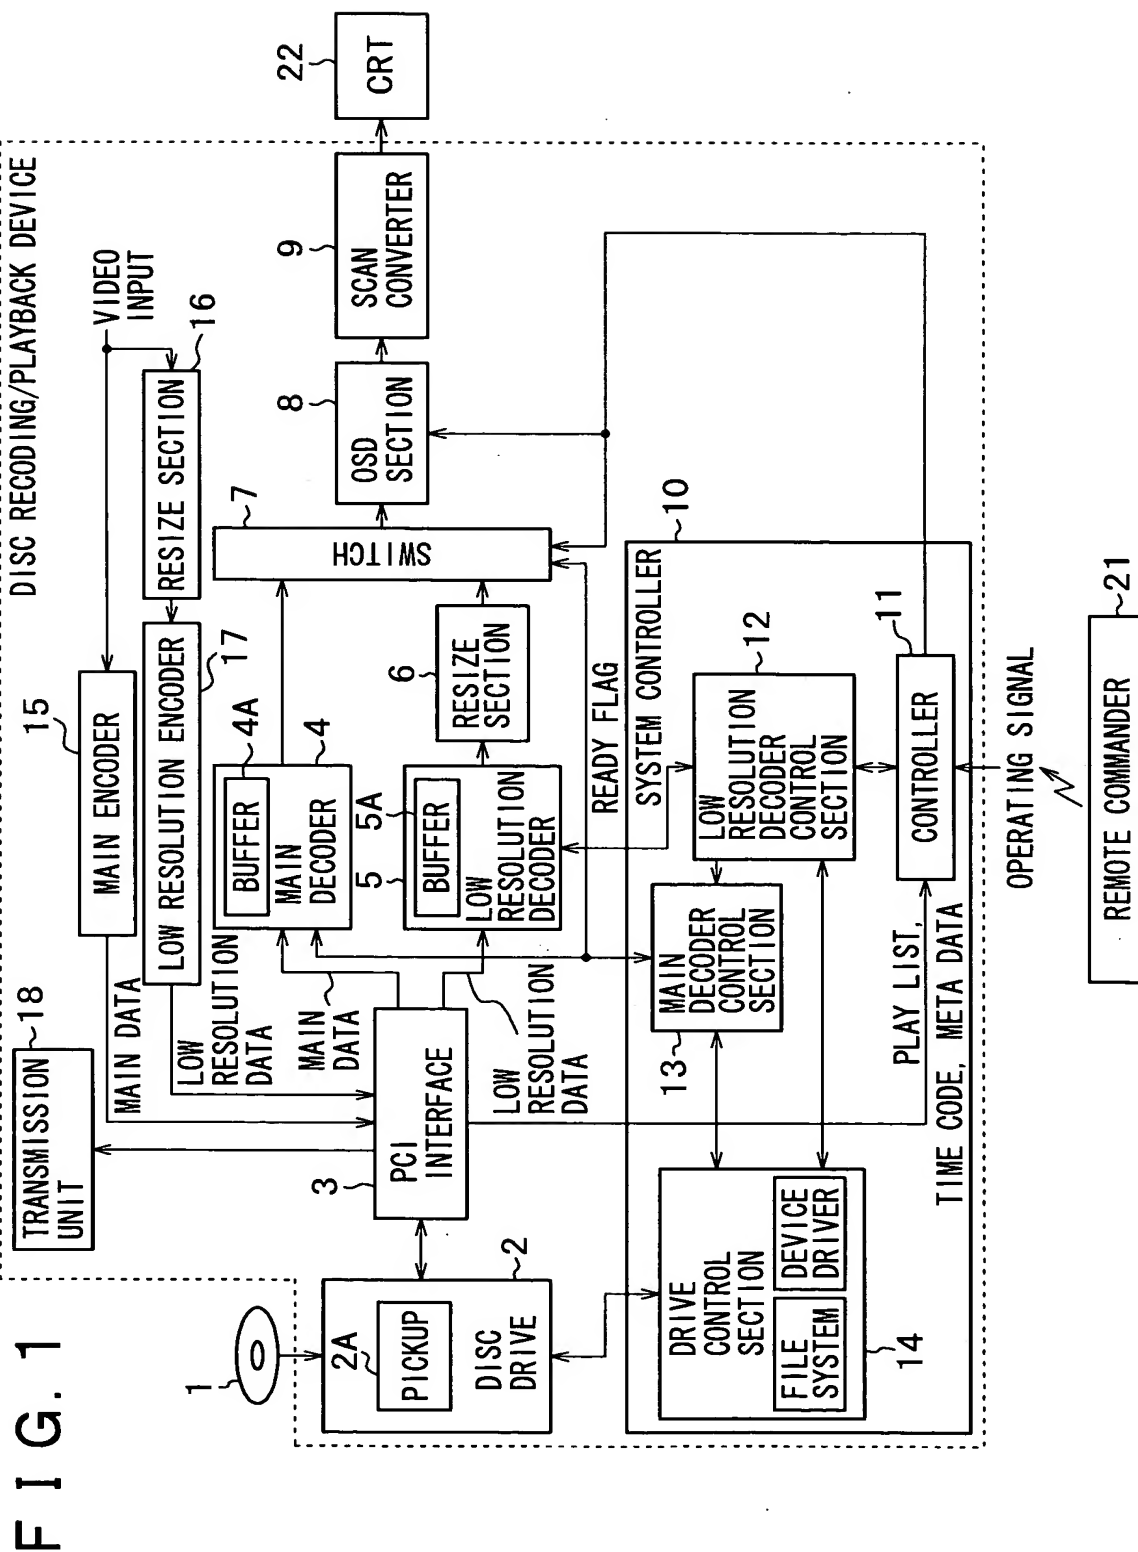 FIG. 1
DISC RECODING/PLAYBACK DEVICE
1
2A
PICKUP
DISC
DRIVE
2
TRANSMISSION
UNIT
18
PCI
INTERFACE
3
MAIN DATA
LOW
RESOLUTION
DATA
MAIN
DATA
LOW
RESOLUTION
DATA
MAIN ENCODER
15
LOW RESOLUTION ENCODER
17
RESIZE SECTION
16
VIDEO
INPUT
BUFFER
4A
MAIN
DECODER
4
BUFFER
5A
5
LOW
RESOLUTION
DECODER
RESIZE
SECTION
6
SWITCH
7
OSD
SECTION
8
SCAN
CONVERTER
9
CRT
22
READY FLAG
SYSTEM CONTROLLER
10
DRIVE
CONTROL
SECTION
FILE
SYSTEM
DEVICE
DRIVER
14
MAIN
DECODER
CONTROL
SECTION
13
LOW
RESOLUTION
DECODER
CONTROL
SECTION
12
CONTROLLER
11
PLAY LIST,
TIME CODE, META DATA
OPERATING SIGNAL
REMOTE COMMANDER
21